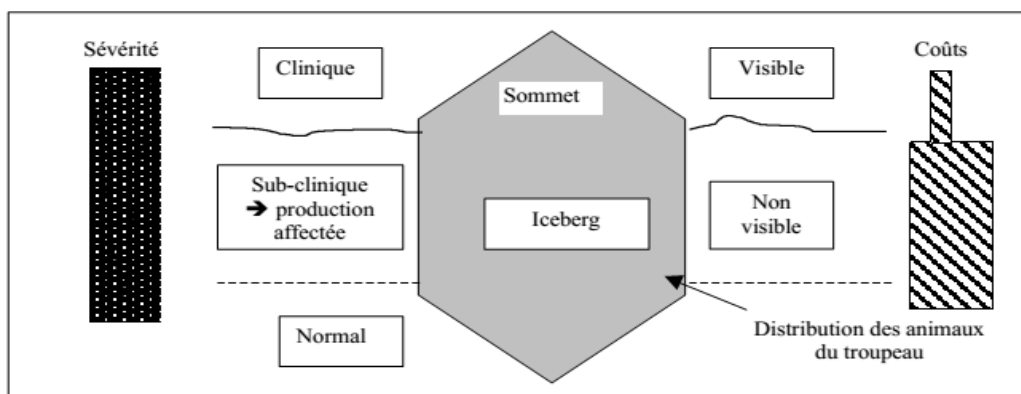 Sévérité
Clinique
Sommet
Visible
Coûts
Sub-clinique
➔ production
affectée
Iceberg
Non
visible
Normal
Distribution des animaux
du troupeau